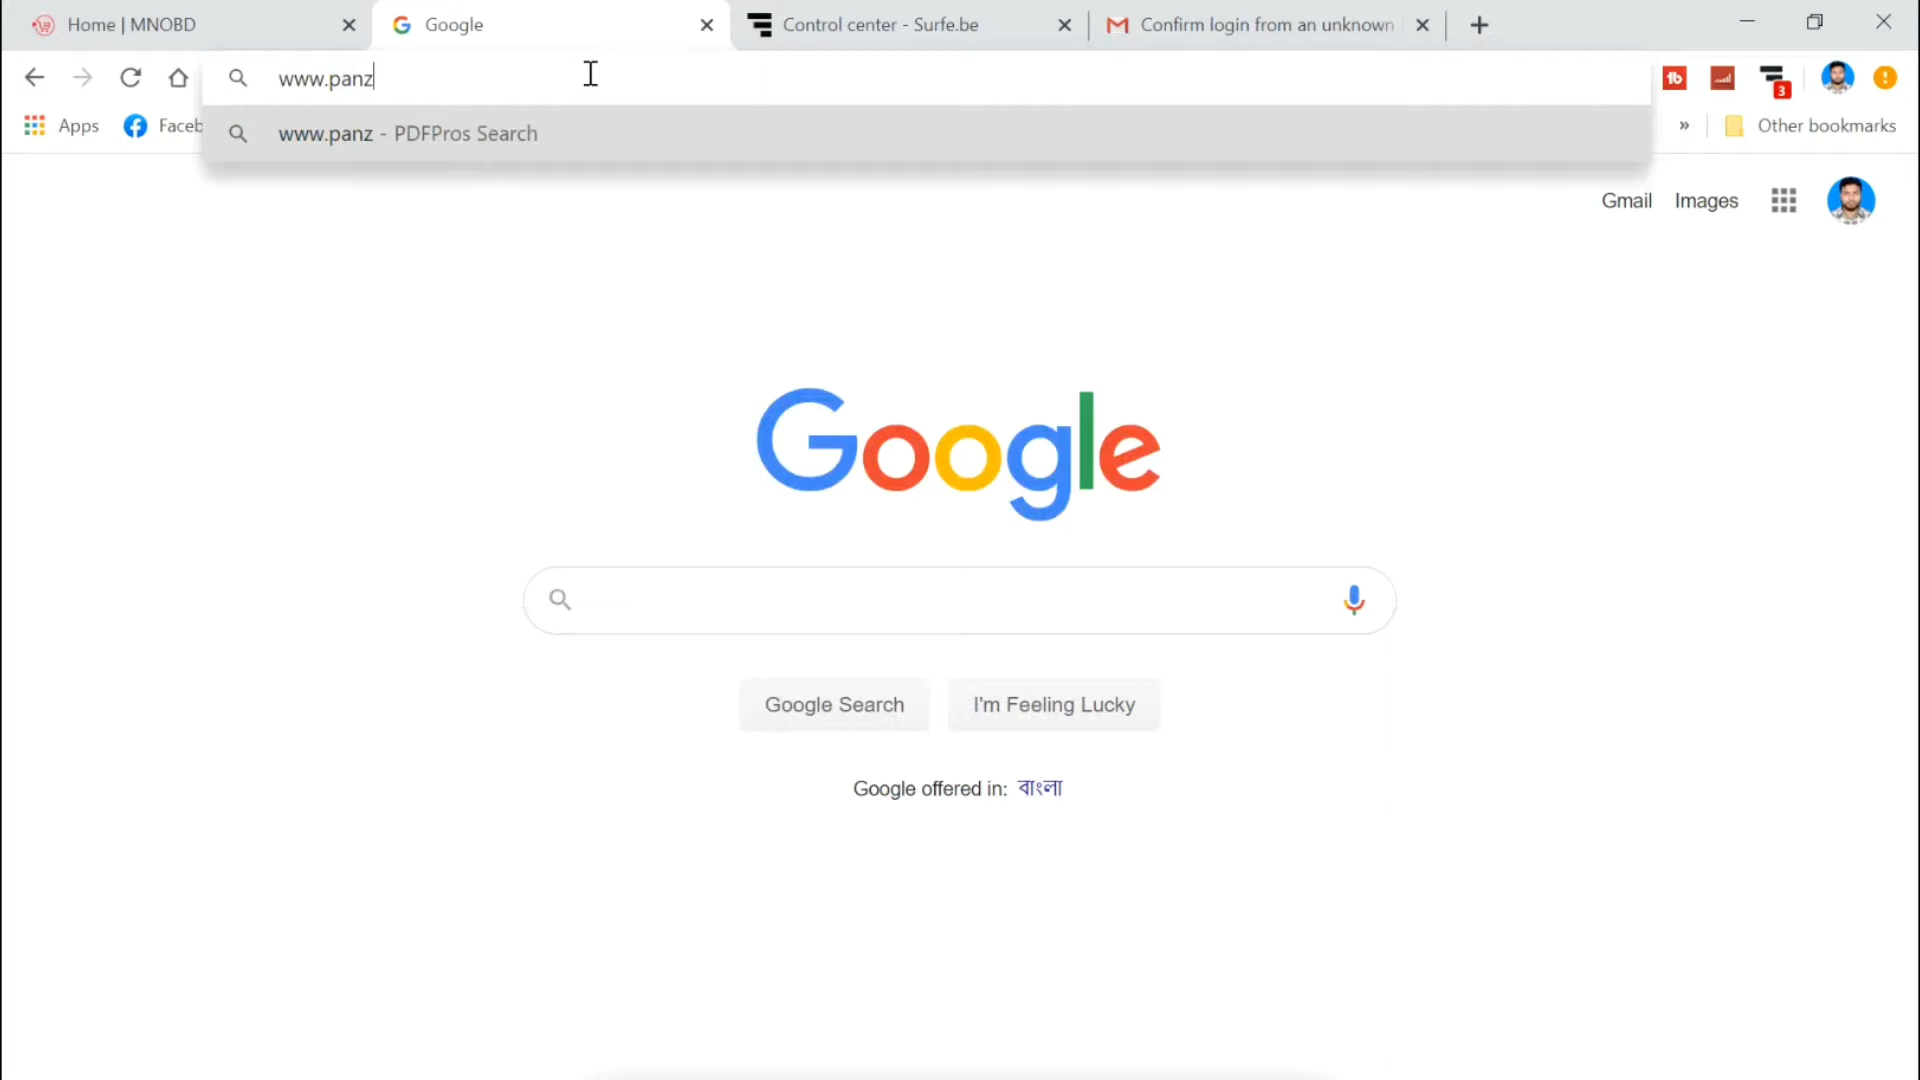 Home | MNOBD
Google
Control center - Surfe.be
Confirm login from an unknown
www.panz
3
Apps
Faceb
www.panz - PDFPros Search
»
Other bookmarks
Gmail
Images
Google
Google Search
I'm Feeling Lucky
Google offered in: বাংলা